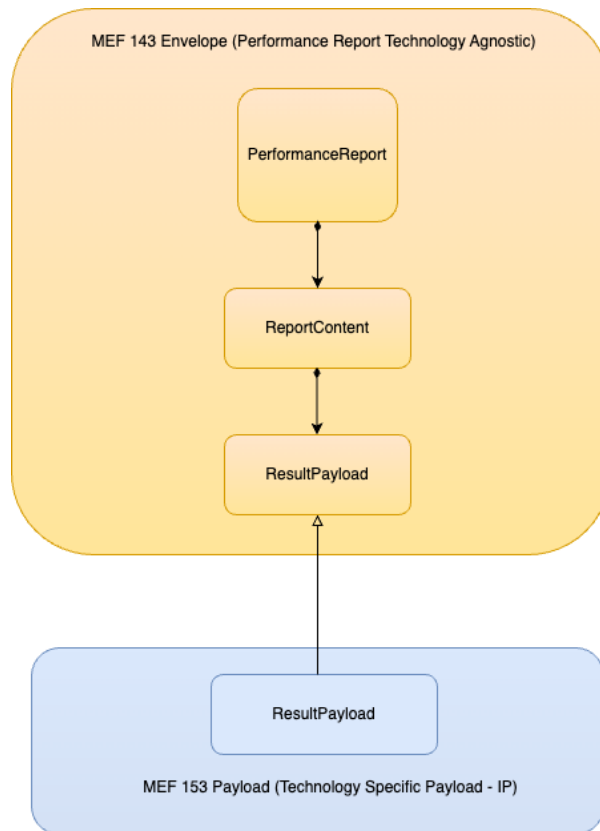 MEF 143 Envelope (Performance Report Technology Agnostic)
PerformanceReport
ReportContent
ResultPayload
ResultPayload
MEF 153 Payload (Technology Specific Payload - IP)